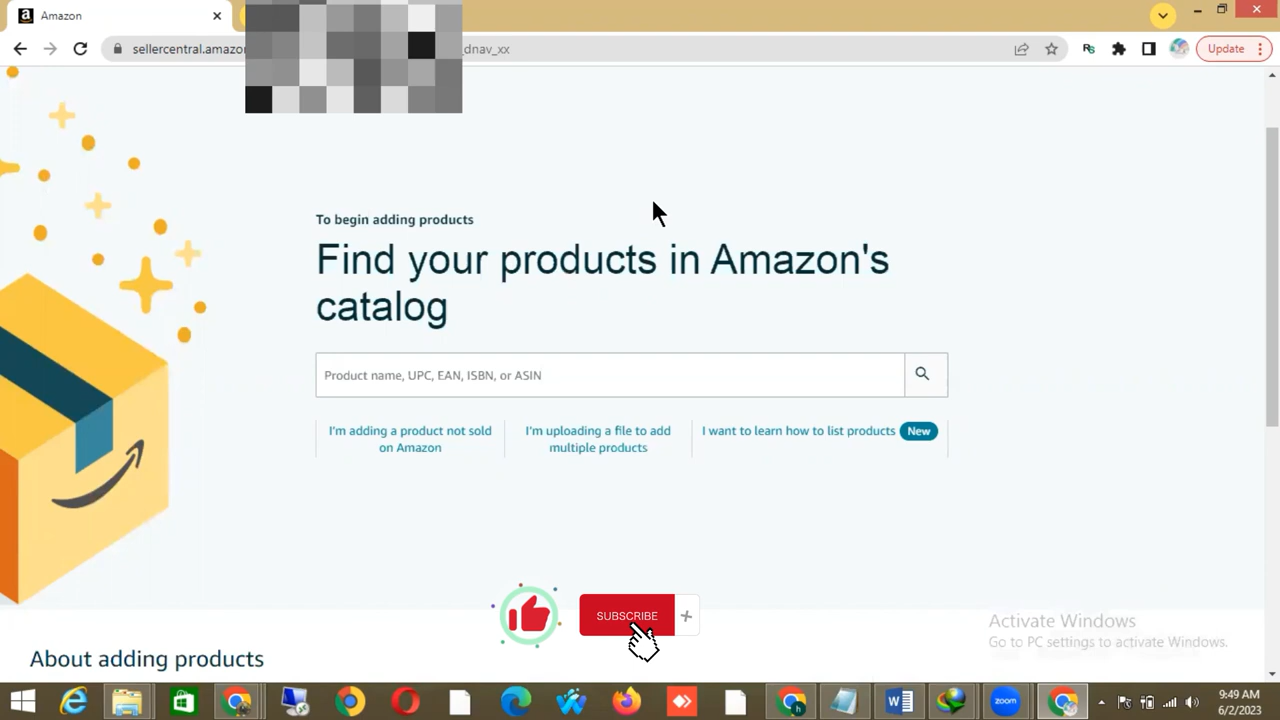 Amazon
sellercentral.amazo
_dnav_xx
Update
To begin adding products
Find your products in Amazon's
catalog
Product name, UPC, EAN, ISBN, or ASIN
I'm adding a product not sold
on Amazon
I'm uploading a file to add
multiple products
I want to learn how to list products New
SUBSCRIBE +
Activate Windows
Go to PC settings to activate Windows.
About adding products
zoom
9:49 AM
6/2/2023